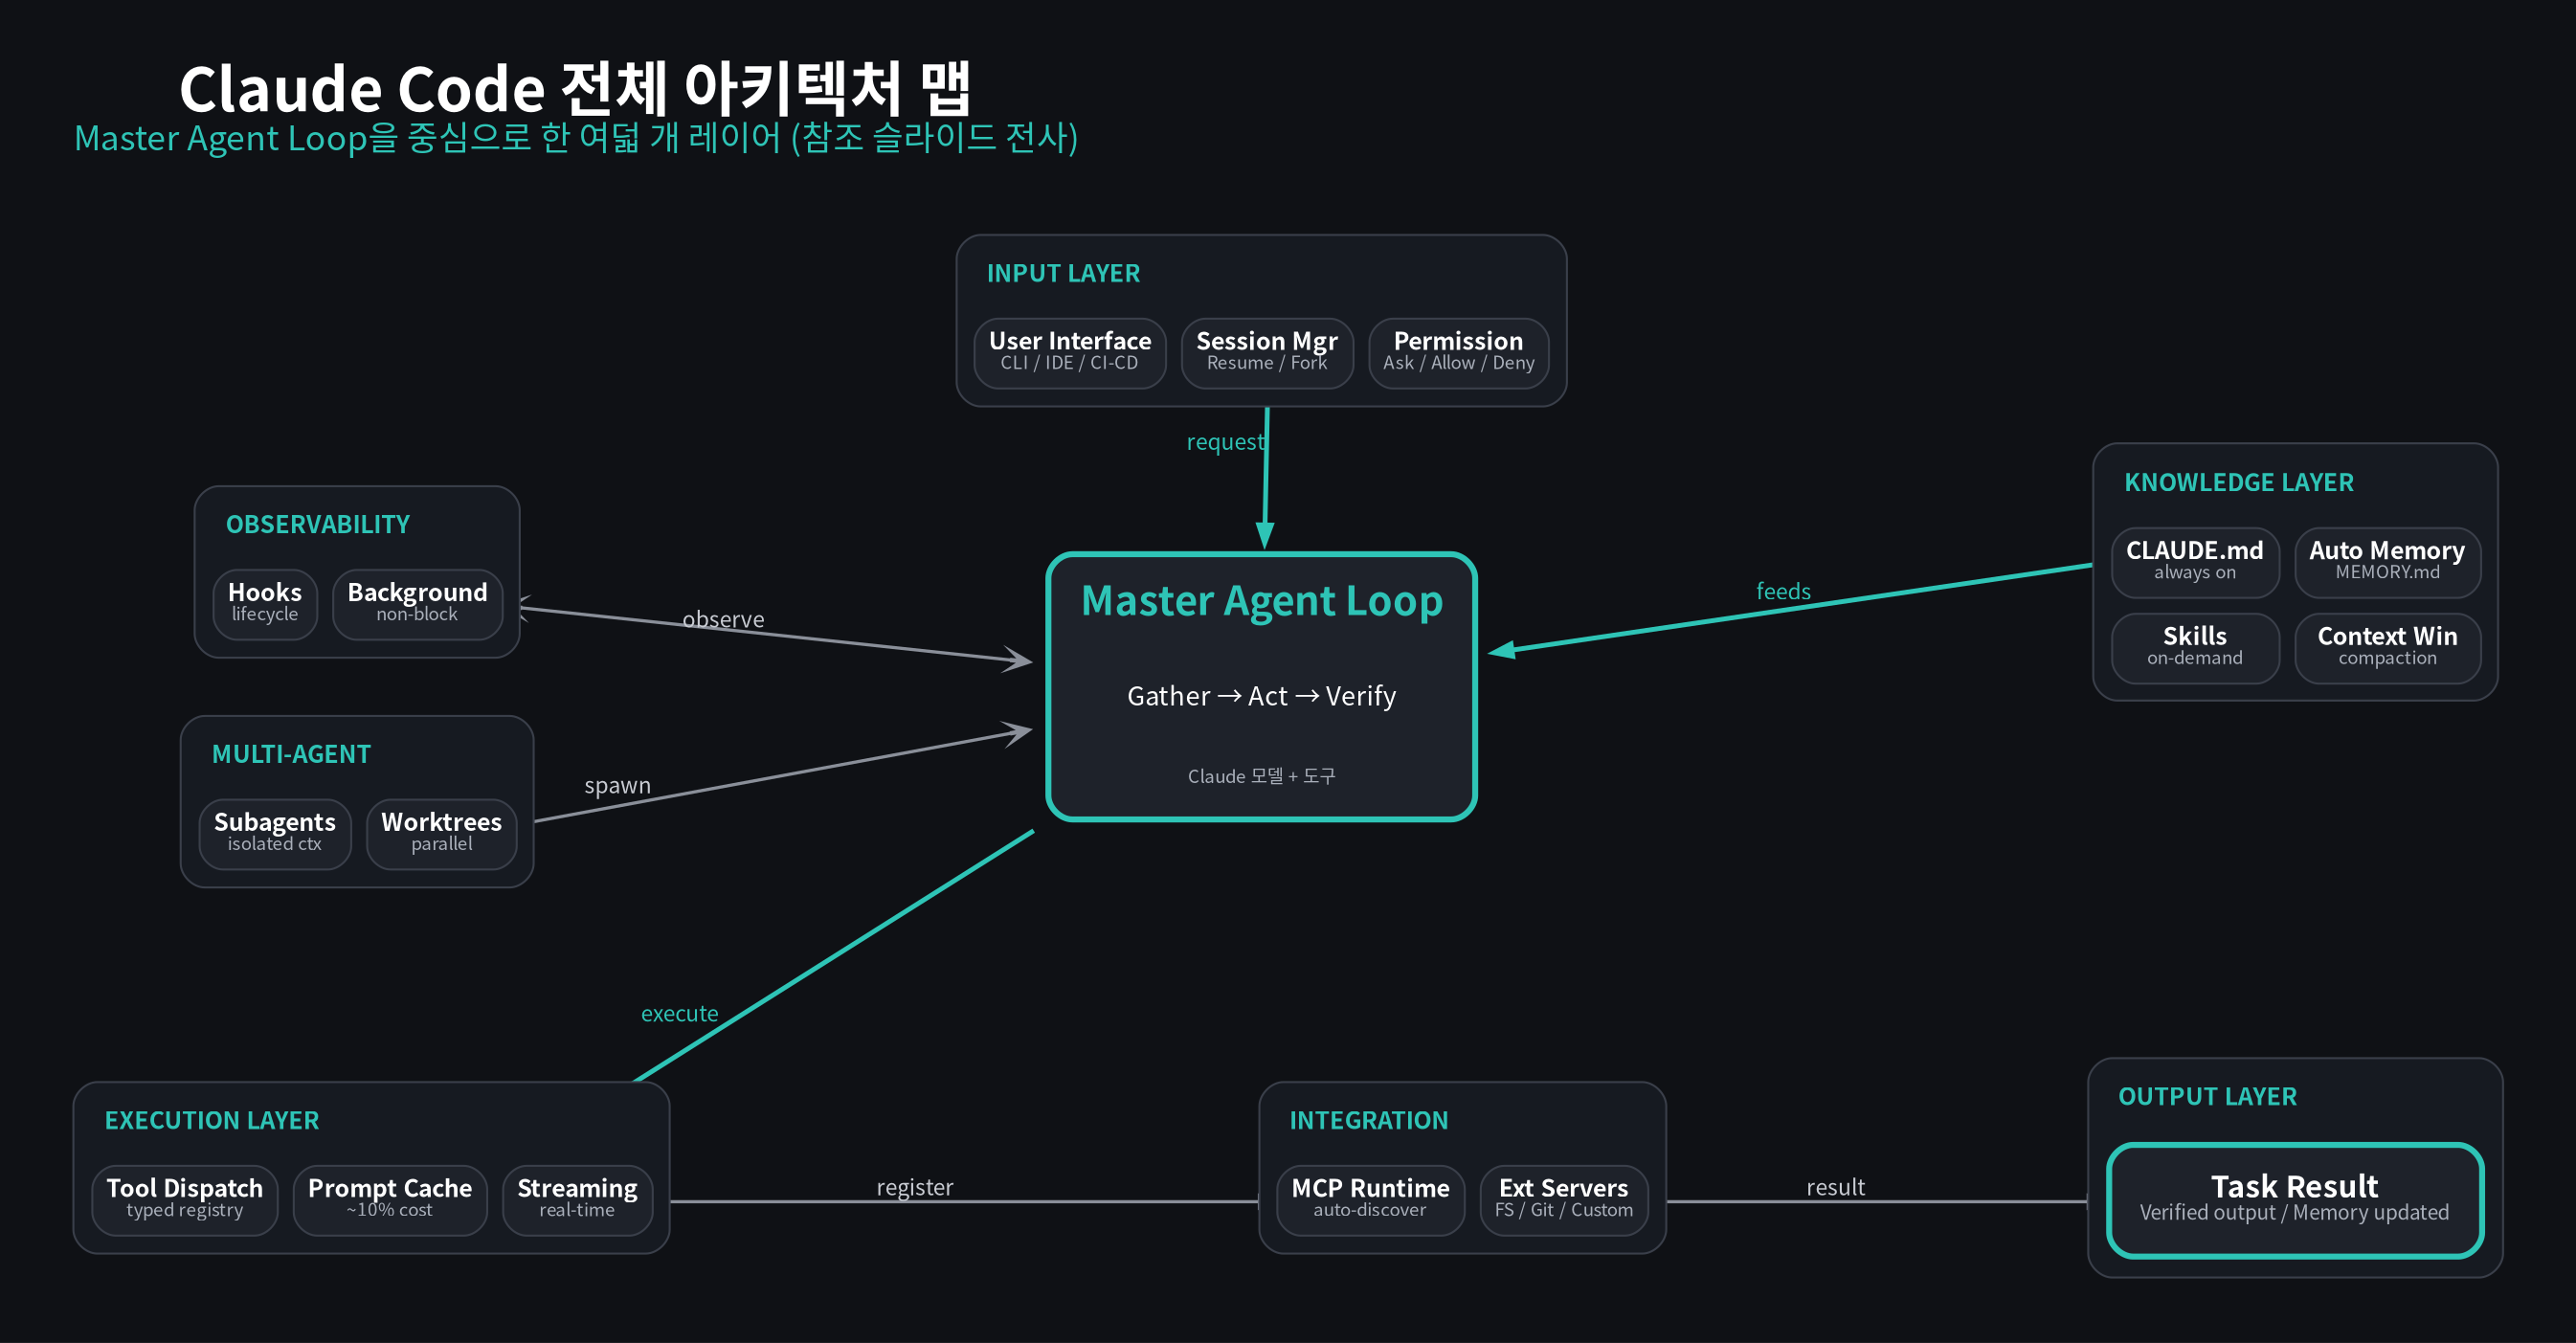 Claude Code 전체 아키텍처 맵
Master Agent Loop을 중심으로 한 여덟 개 레이어 (참조 슬라이드 전사)
INPUT LAYER
User Interface
CLI / IDE / CI-CD
Session Mgr
Resume / Fork
Permission
Ask / Allow / Deny
request
KNOWLEDGE LAYER
CLAUDE.md
always on
Auto Memory
MEMORY.md
Skills
on-demand
Context Win
compaction
feeds
OBSERVABILITY
Hooks
lifecycle
Background
non-block
observe
Master Agent Loop
Gather → Act → Verify
Claude 모델 + 도구
MULTI-AGENT
Subagents
isolated ctx
Worktrees
parallel
spawn
execute
EXECUTION LAYER
Tool Dispatch
typed registry
Prompt Cache
~10% cost
Streaming
real-time
register
INTEGRATION
MCP Runtime
auto-discover
Ext Servers
FS / Git / Custom
result
OUTPUT LAYER
Task Result
Verified output / Memory updated